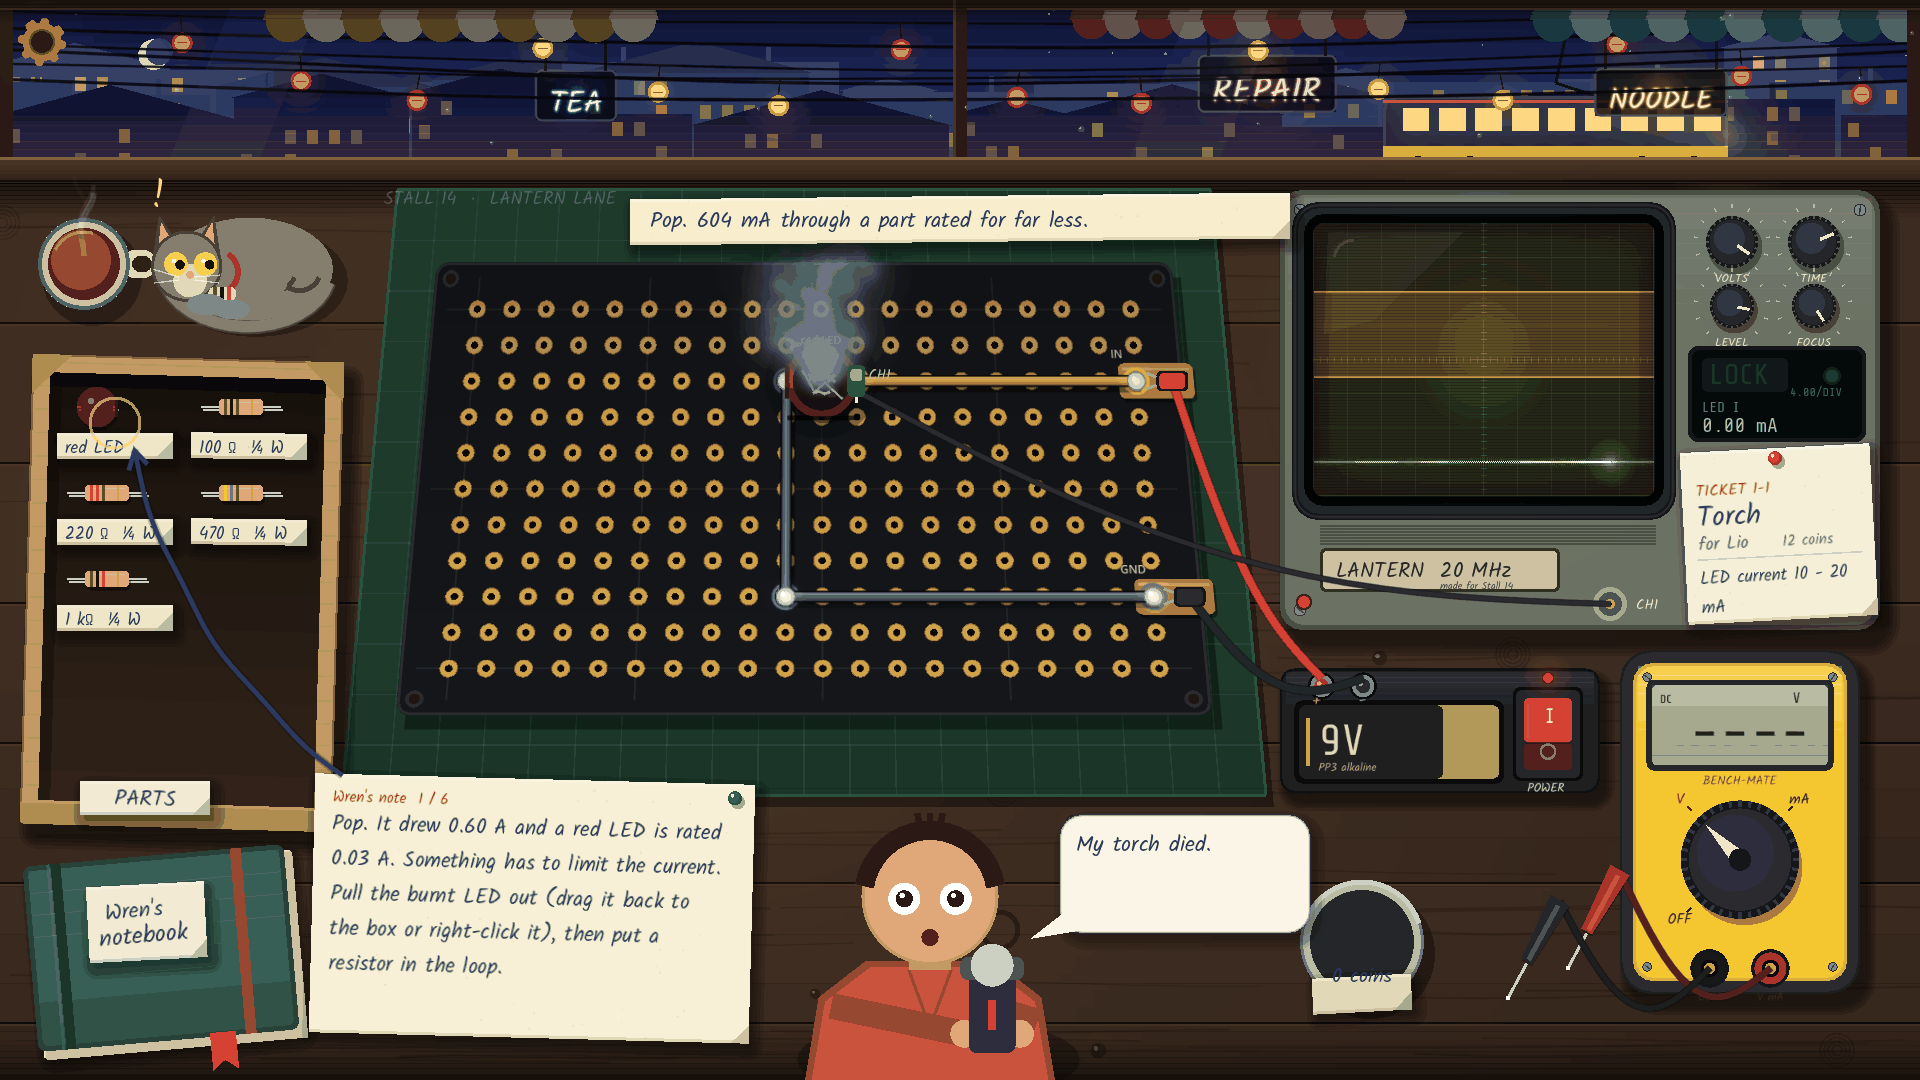 TEA
REPAIR
NOODLE
STALL 14 · LANTERN LANE
Pop. 604 mA through a part rated for far less.
red LED
100 Ω ¼ W
220 Ω ¼ W
470 Ω ¼ W
1 kΩ ¼ W
PARTS
CH1
IN
GND
VOLTS
TIME
LEVEL
FOCUS
LOCK
4.00/DIV
LED I
0.00 mA
LANTERN 20 MHz
made for Stall 14
CH1
TICKET 1-1
Torch
for Lio 12 coins
LED current 10 - 20
mA
+
9V
PP3 alkaline
I
POWER
DC V
----
BENCH-MATE
V
mA
OFF
V mA
Wren's
notebook
Wren's note 1 / 6
Pop. It drew 0.60 A and a red LED is rated
0.03 A. Something has to limit the current.
Pull the burnt LED out (drag it back to
the box or right-click it), then put a
resistor in the loop.
My torch died.
0 coins
!